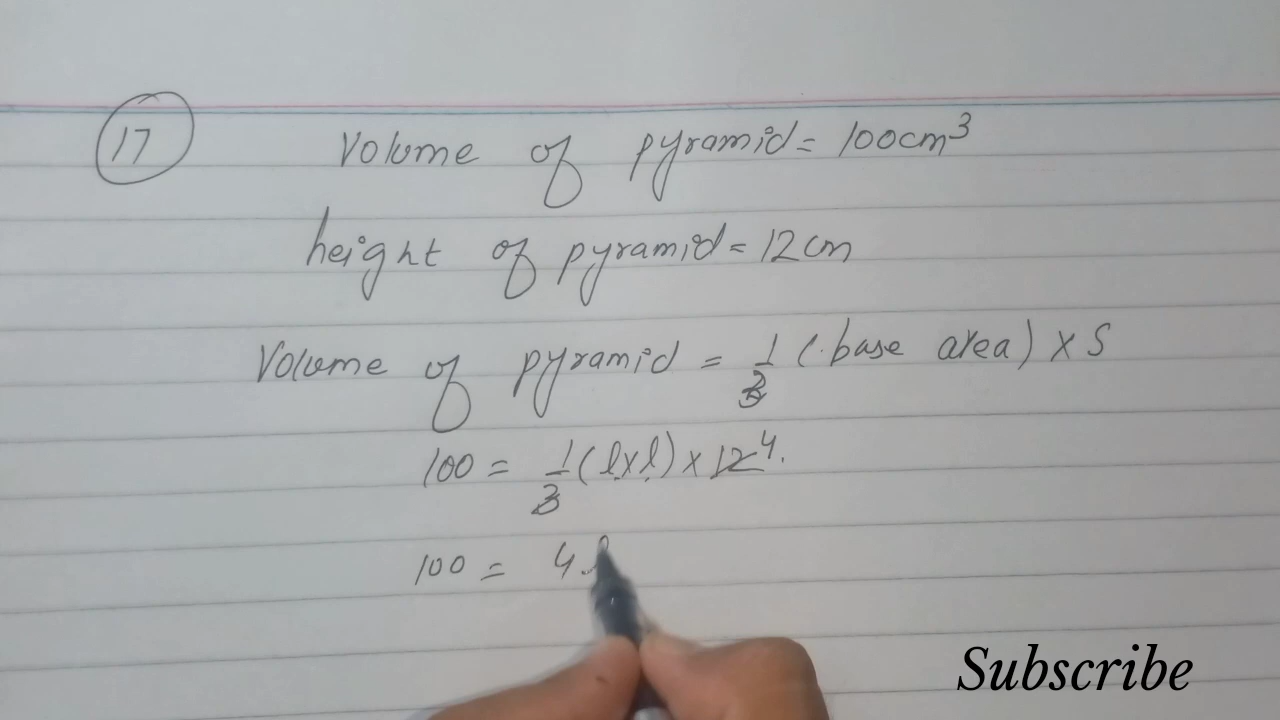 17 Volume of pyramid = 100cm³
height of pyramid = 12cm
Volume of pyramid = 1/3 (base area) × S
100 = 1/3 (l×l) × 12 4.
100 = 4.l
Subscribe